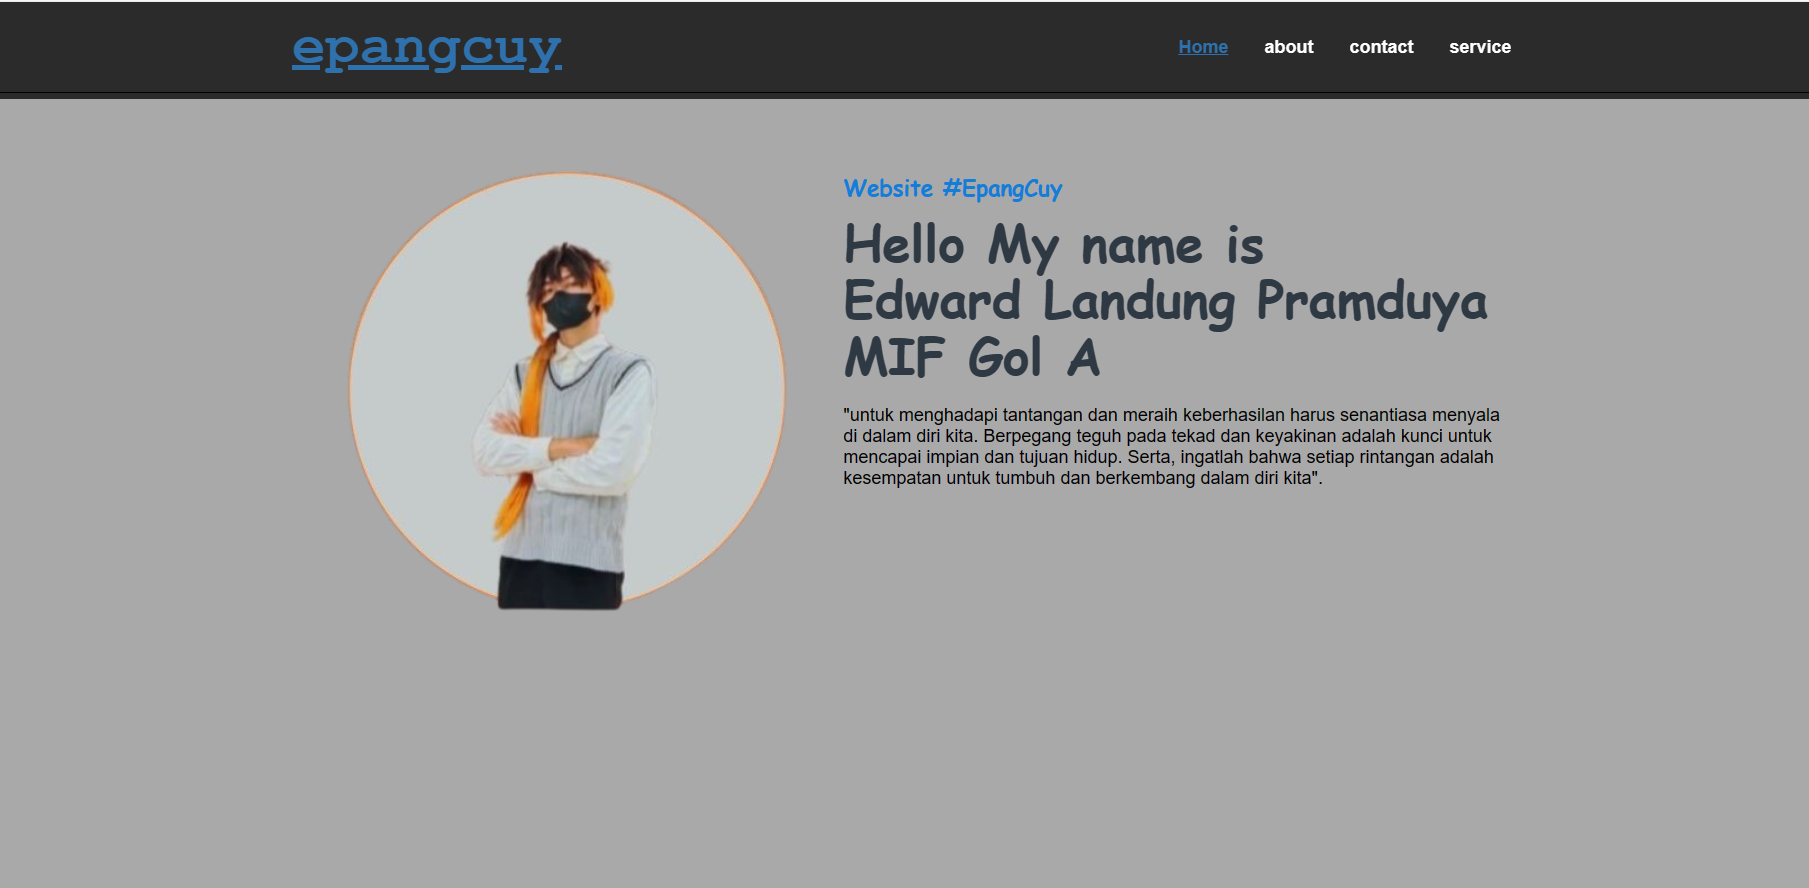 epangcuy
Home about contact service
Website #EpangCuy
Hello My name is
Edward Landung Pramduya
MIF Gol A
"untuk menghadapi tantangan dan meraih keberhasilan harus senantiasa menyala
di dalam diri kita. Berpegang teguh pada tekad dan keyakinan adalah kunci untuk
mencapai impian dan tujuan hidup. Serta, ingatlah bahwa setiap rintangan adalah
kesempatan untuk tumbuh dan berkembang dalam diri kita".